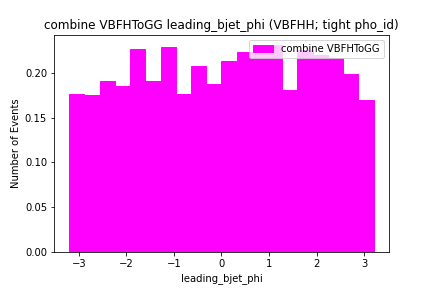 combine VBFHToGG leading_bjet_phi (VBFHH; tight pho_id)
combine VBFHToGG
Number of Events
0.20
0.15
0.10
0.05
0.00
−3 −2 −1 0 1 2 3
leading_bjet_phi